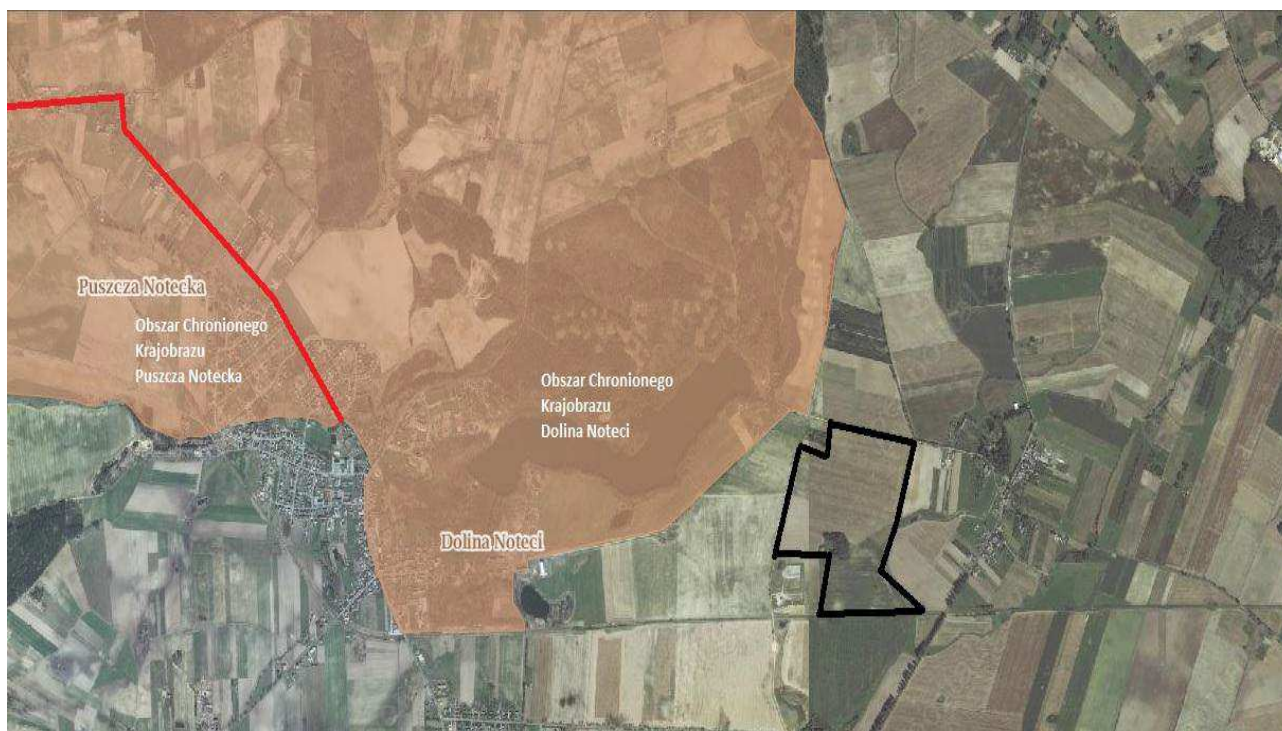 Puszcza Notecka
Obszar Chronionego
Krajobrazu
Puszcza Notecka
Obszar Chronionego
Krajobrazu
Dolina Noteci
Dolina Noteci